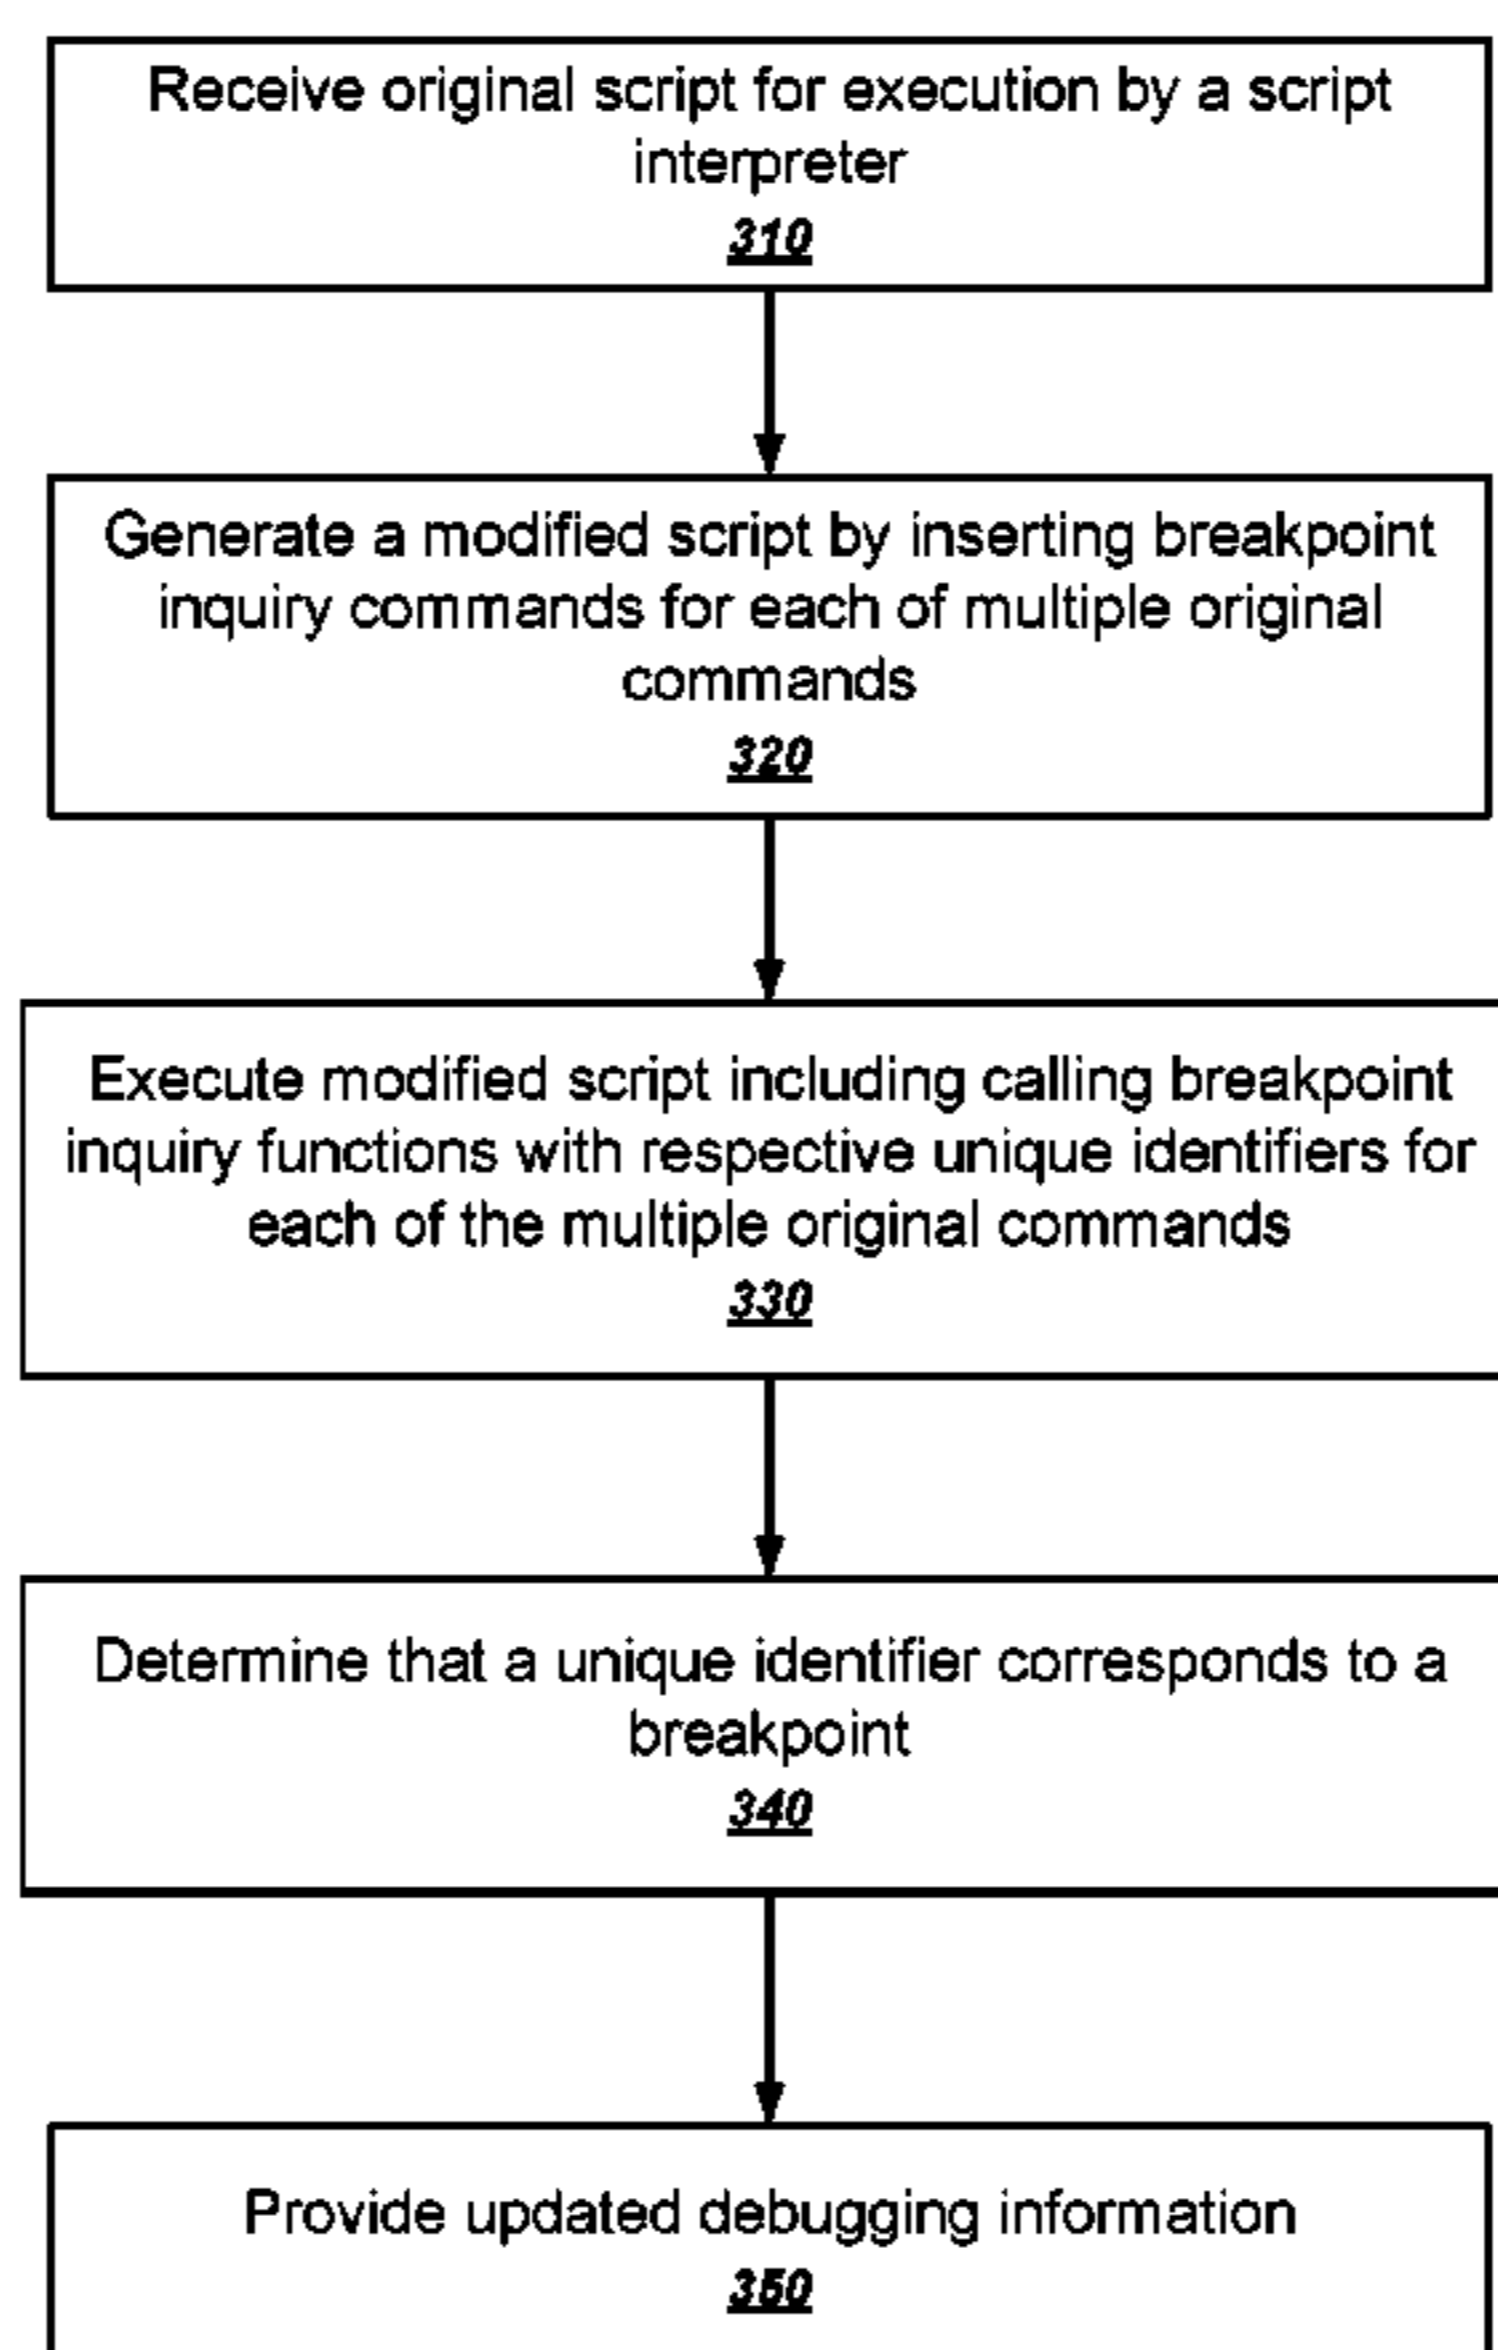 Receive original script for execution by a script
interpreter
310
Generate a modified script by inserting breakpoint
inquiry commands for each of multiple original
commands
320
Execute modified script including calling breakpoint
inquiry functions with respective unique identifiers for
each of the multiple original commands
330
Determine that a unique identifier corresponds to a
breakpoint
340
Provide updated debugging information
350